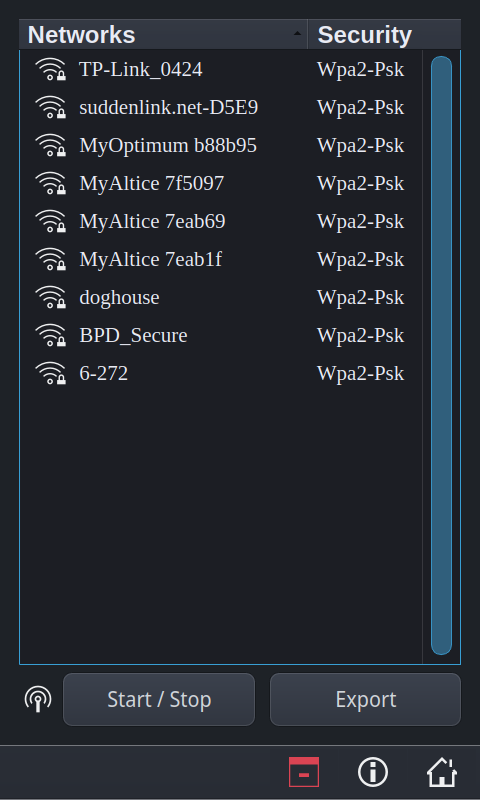 Networks Security
TP-Link_0424 Wpa2-Psk
suddenlink.net-D5E9 Wpa2-Psk
MyOptimum b88b95 Wpa2-Psk
MyAltice 7f5097 Wpa2-Psk
MyAltice 7eab69 Wpa2-Psk
MyAltice 7eab1f Wpa2-Psk
doghouse Wpa2-Psk
BPD_Secure Wpa2-Psk
6-272 Wpa2-Psk
Start / Stop Export